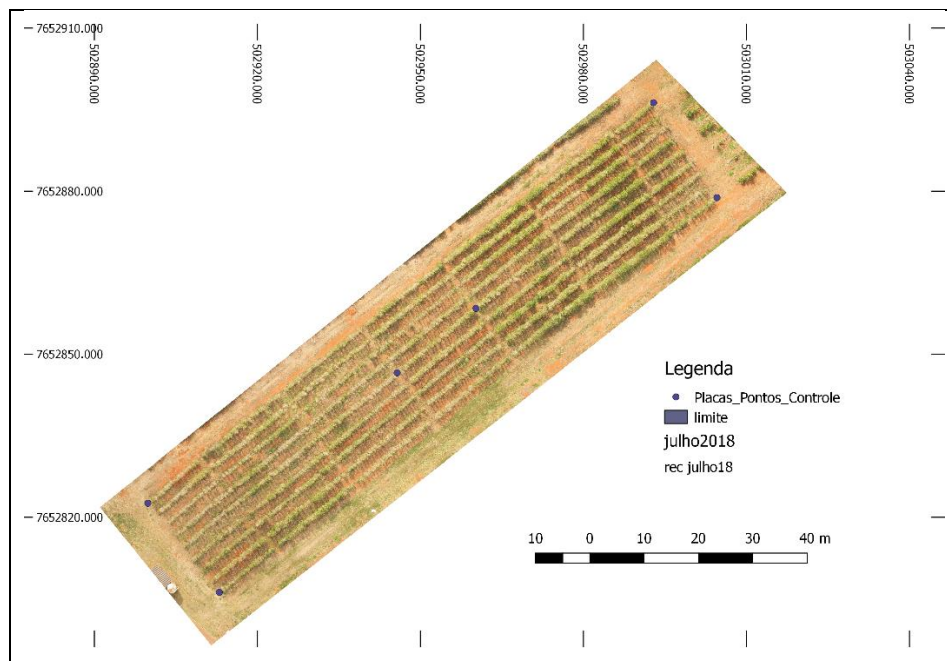 7652910.000
502890.000
502920.000
502950.000
502980.000
503010.000
503040.000
7652880.000
7652850.000
Legenda
Placas_Pontos_Controle
limite
julho2018
rec julho18
7652820.000
10 0 10 20 30 40 m